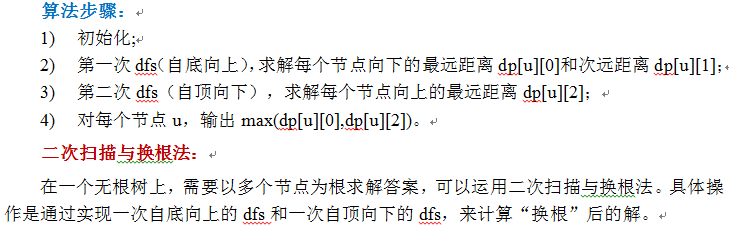 算法步骤：
1) 初始化;
2) 第一次 dfs（自底向上），求解每个节点向下的最远距离 dp[u][0]和次远距离 dp[u][1]；
3) 第二次 dfs（自顶向下），求解每个节点向上的最远距离 dp[u][2]；
4) 对每个节点 u，输出 max(dp[u][0],dp[u][2])。
二次扫描与换根法：
在一个无根树上，需要以多个节点为根求解答案，可以运用二次扫描与换根法。具体操
作是通过实现一次自底向上的 dfs 和一次自顶向下的 dfs，来计算“换根”后的解。